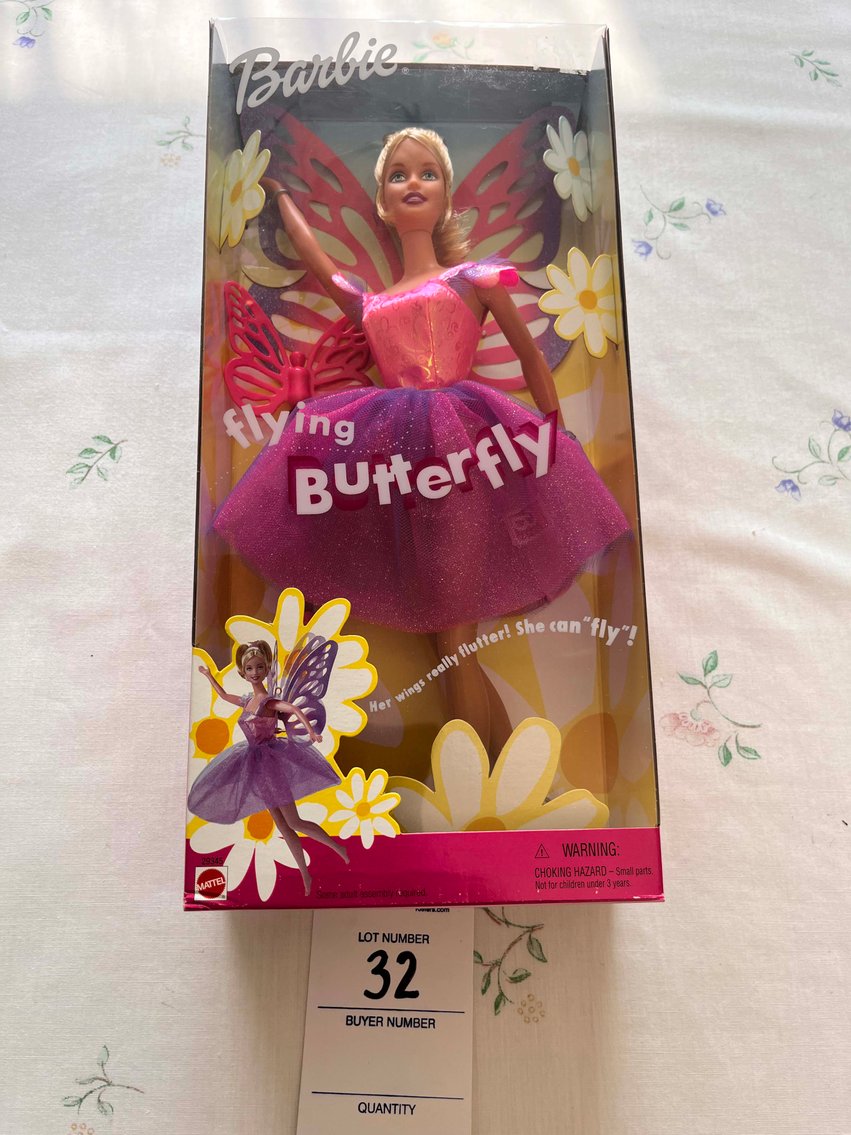 Barbie®
flying
Butterfly
Her wings really flutter! She can "fly"!
29345
MATTEL
WARNING:
CHOKING HAZARD – Small parts.
Not for children under 3 years.
LOT NUMBER
32
BUYER NUMBER
QUANTITY